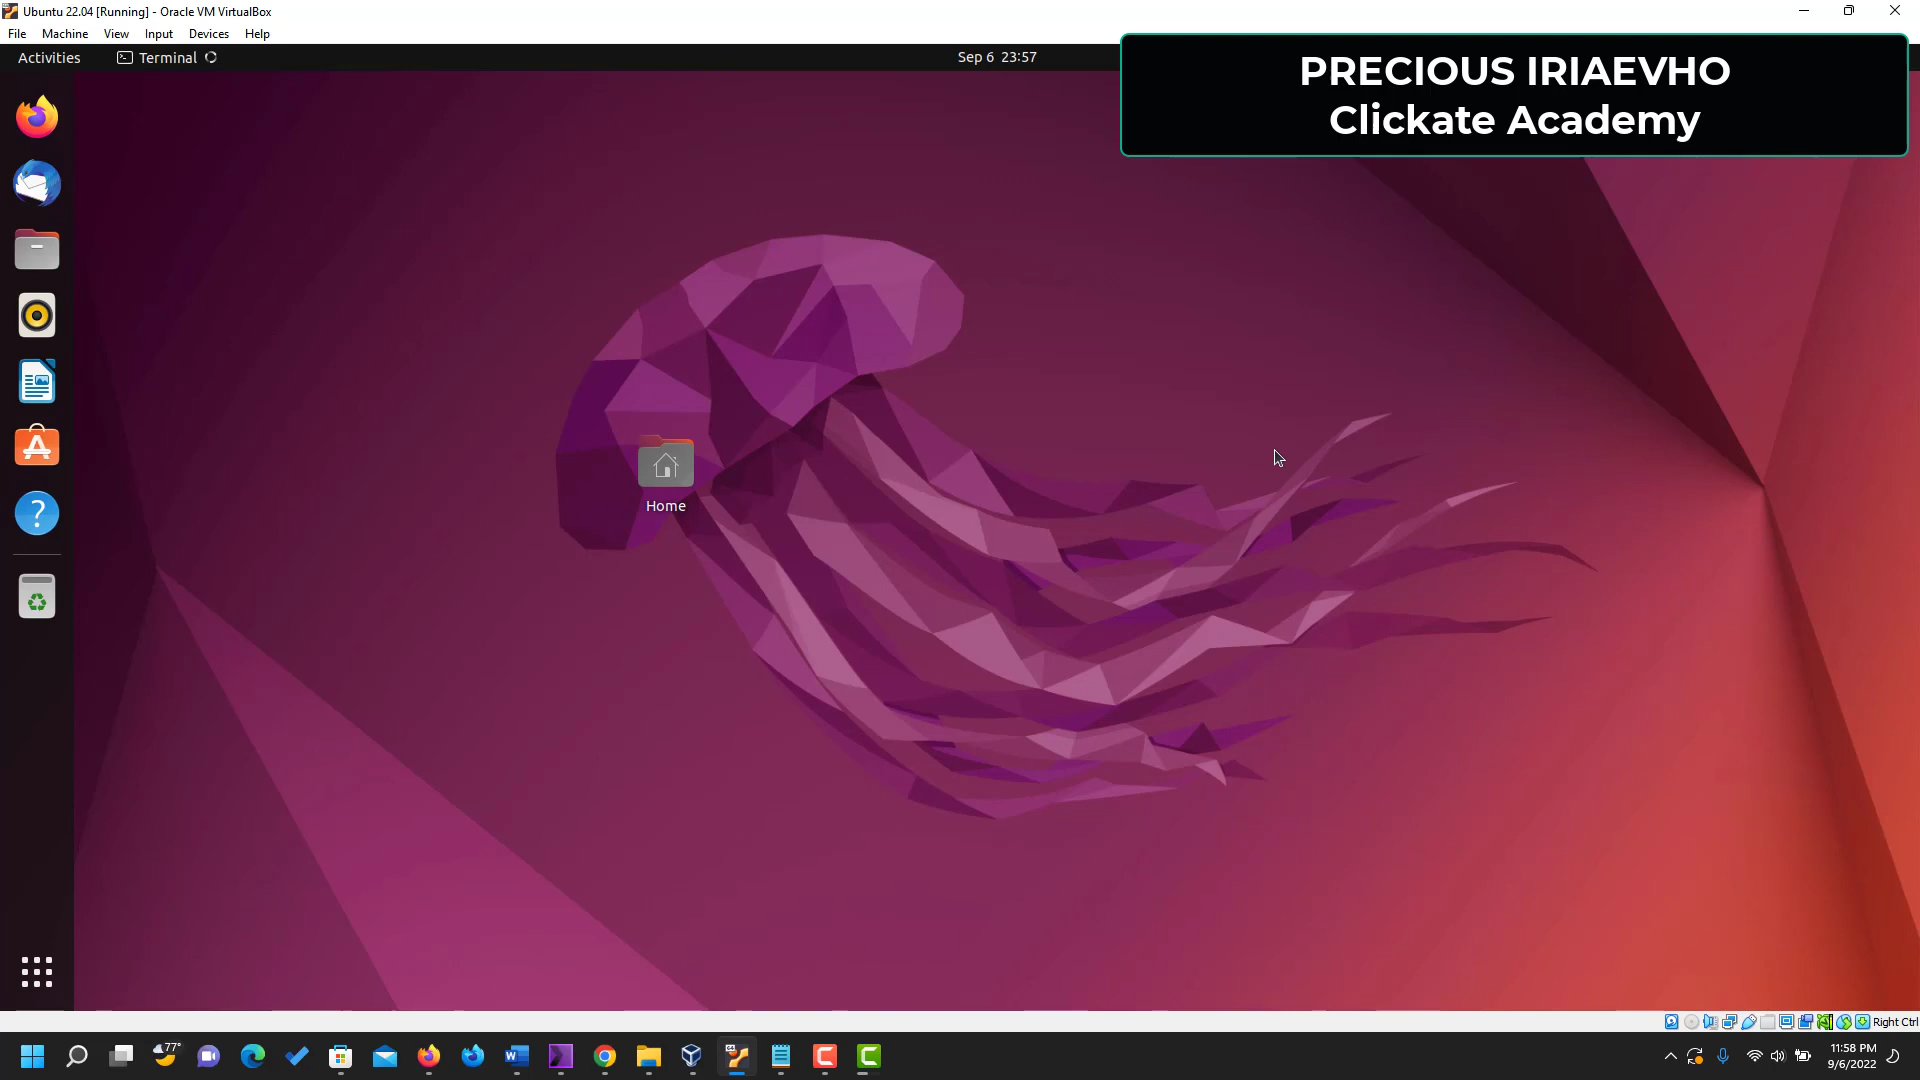 Ubuntu 22.04 [Running] - Oracle VM VirtualBox
File Machine View Input Devices Help
Activities Terminal Sep 6 23:57
PRECIOUS IRIAEVHO
Clickate Academy
Home
Right Ctrl
77°
11:58 PM
9/6/2022